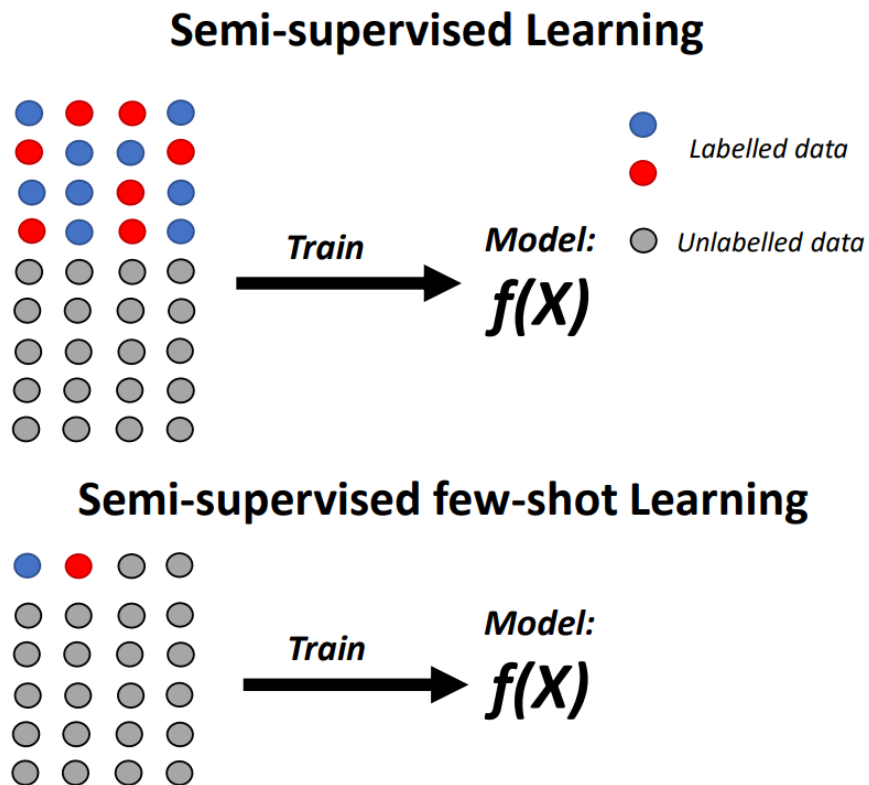 Semi-supervised Learning
Labelled data
Train
Model:
Unlabelled data
f(X)
Semi-supervised few-shot Learning
Train
Model:
f(X)